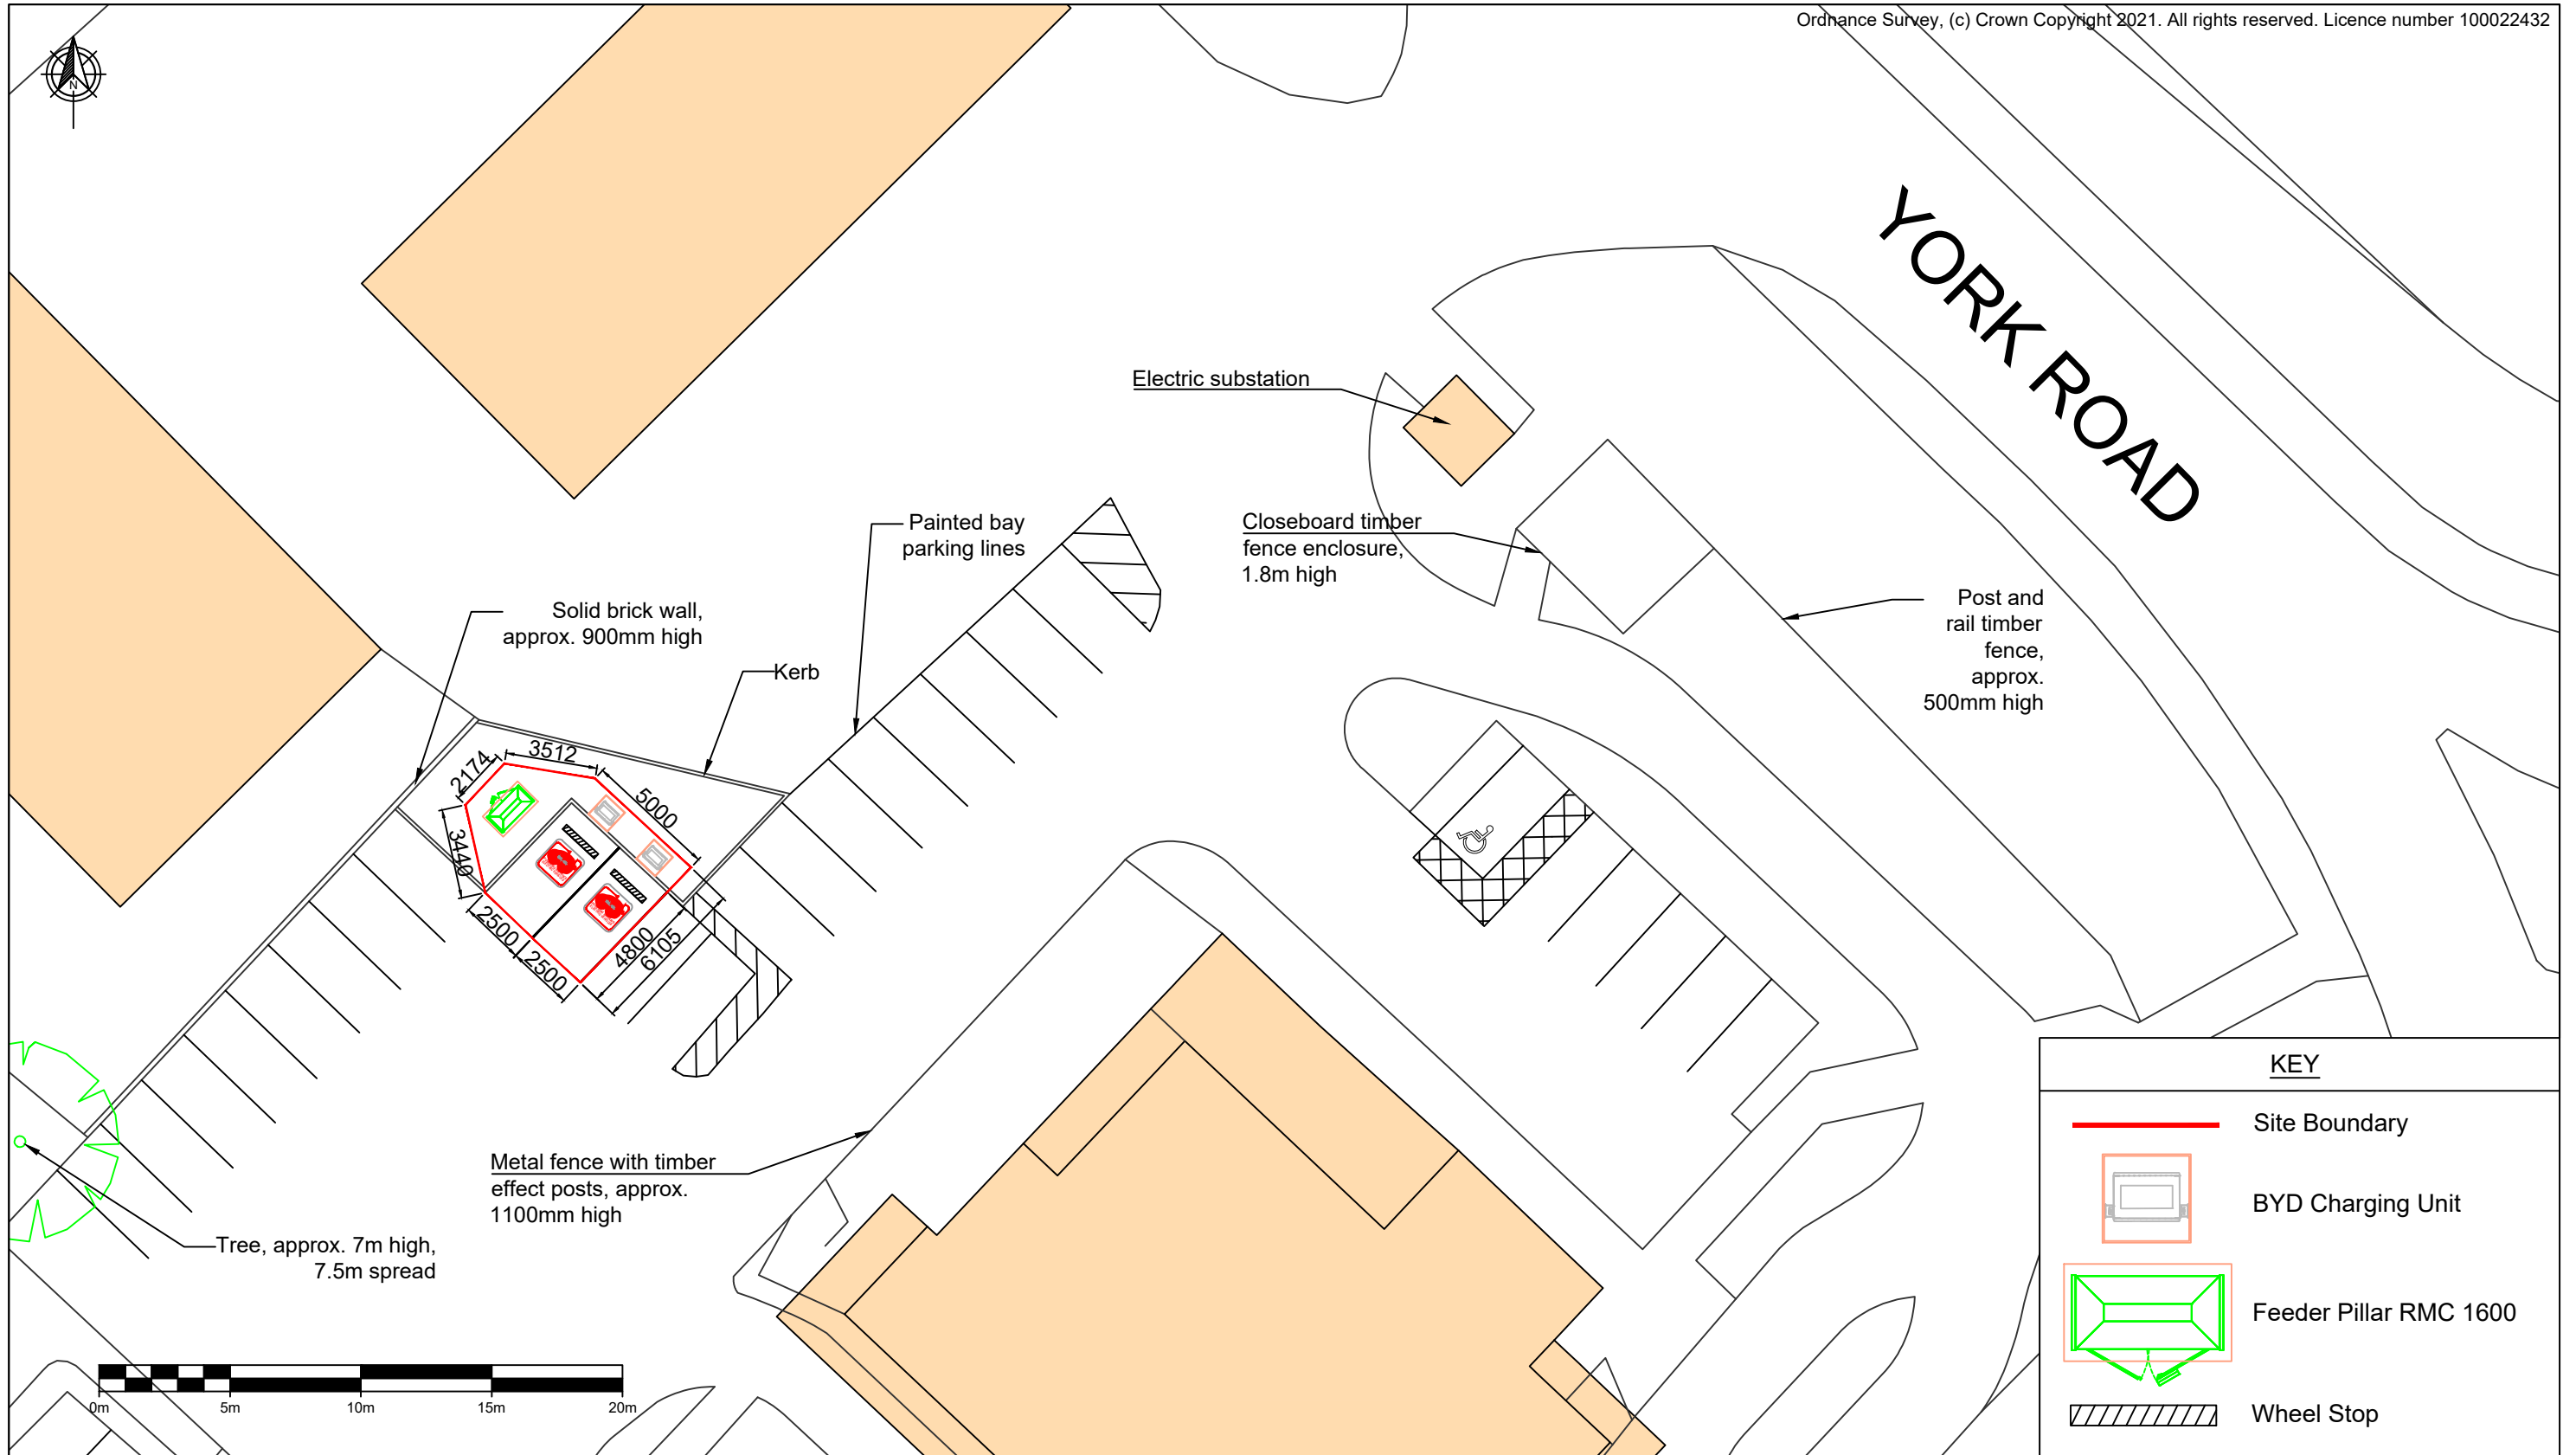 Ordnance Survey, (c) Crown Copyright 2021. All rights reserved. Licence number 100022432
N
YORK ROAD
Electric substation
Painted bay
parking lines
Closeboard timber
fence enclosure,
1.8m high
Solid brick wall,
approx. 900mm high
Kerb
Post and
rail timber
fence,
approx.
500mm high
2174
3512
5000
3440
2500
2500
4800
6105
Metal fence with timber
effect posts, approx.
1100mm high
Tree, approx. 7m high,
7.5m spread
0m
5m
10m
15m
20m
KEY
Site Boundary
BYD Charging Unit
Feeder Pillar RMC 1600
Wheel Stop